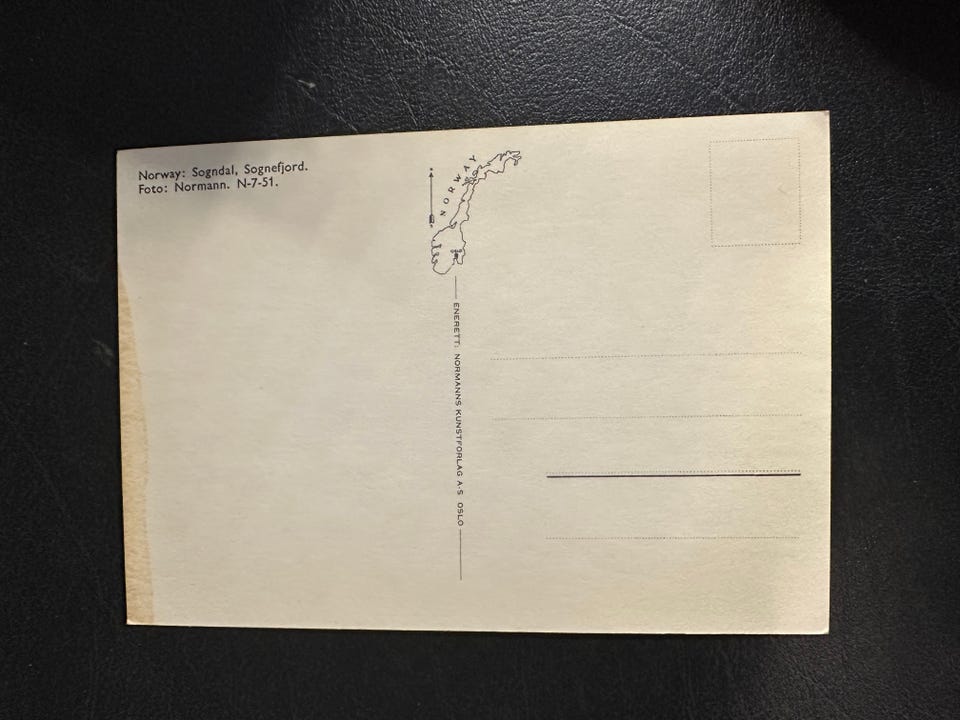 Norway: Sogndal, Sognefjord.
Foto: Normann. N-7-51.
NORWAY
ENERETT: NORMANNS KUNSTFORLAG A-S OSLO